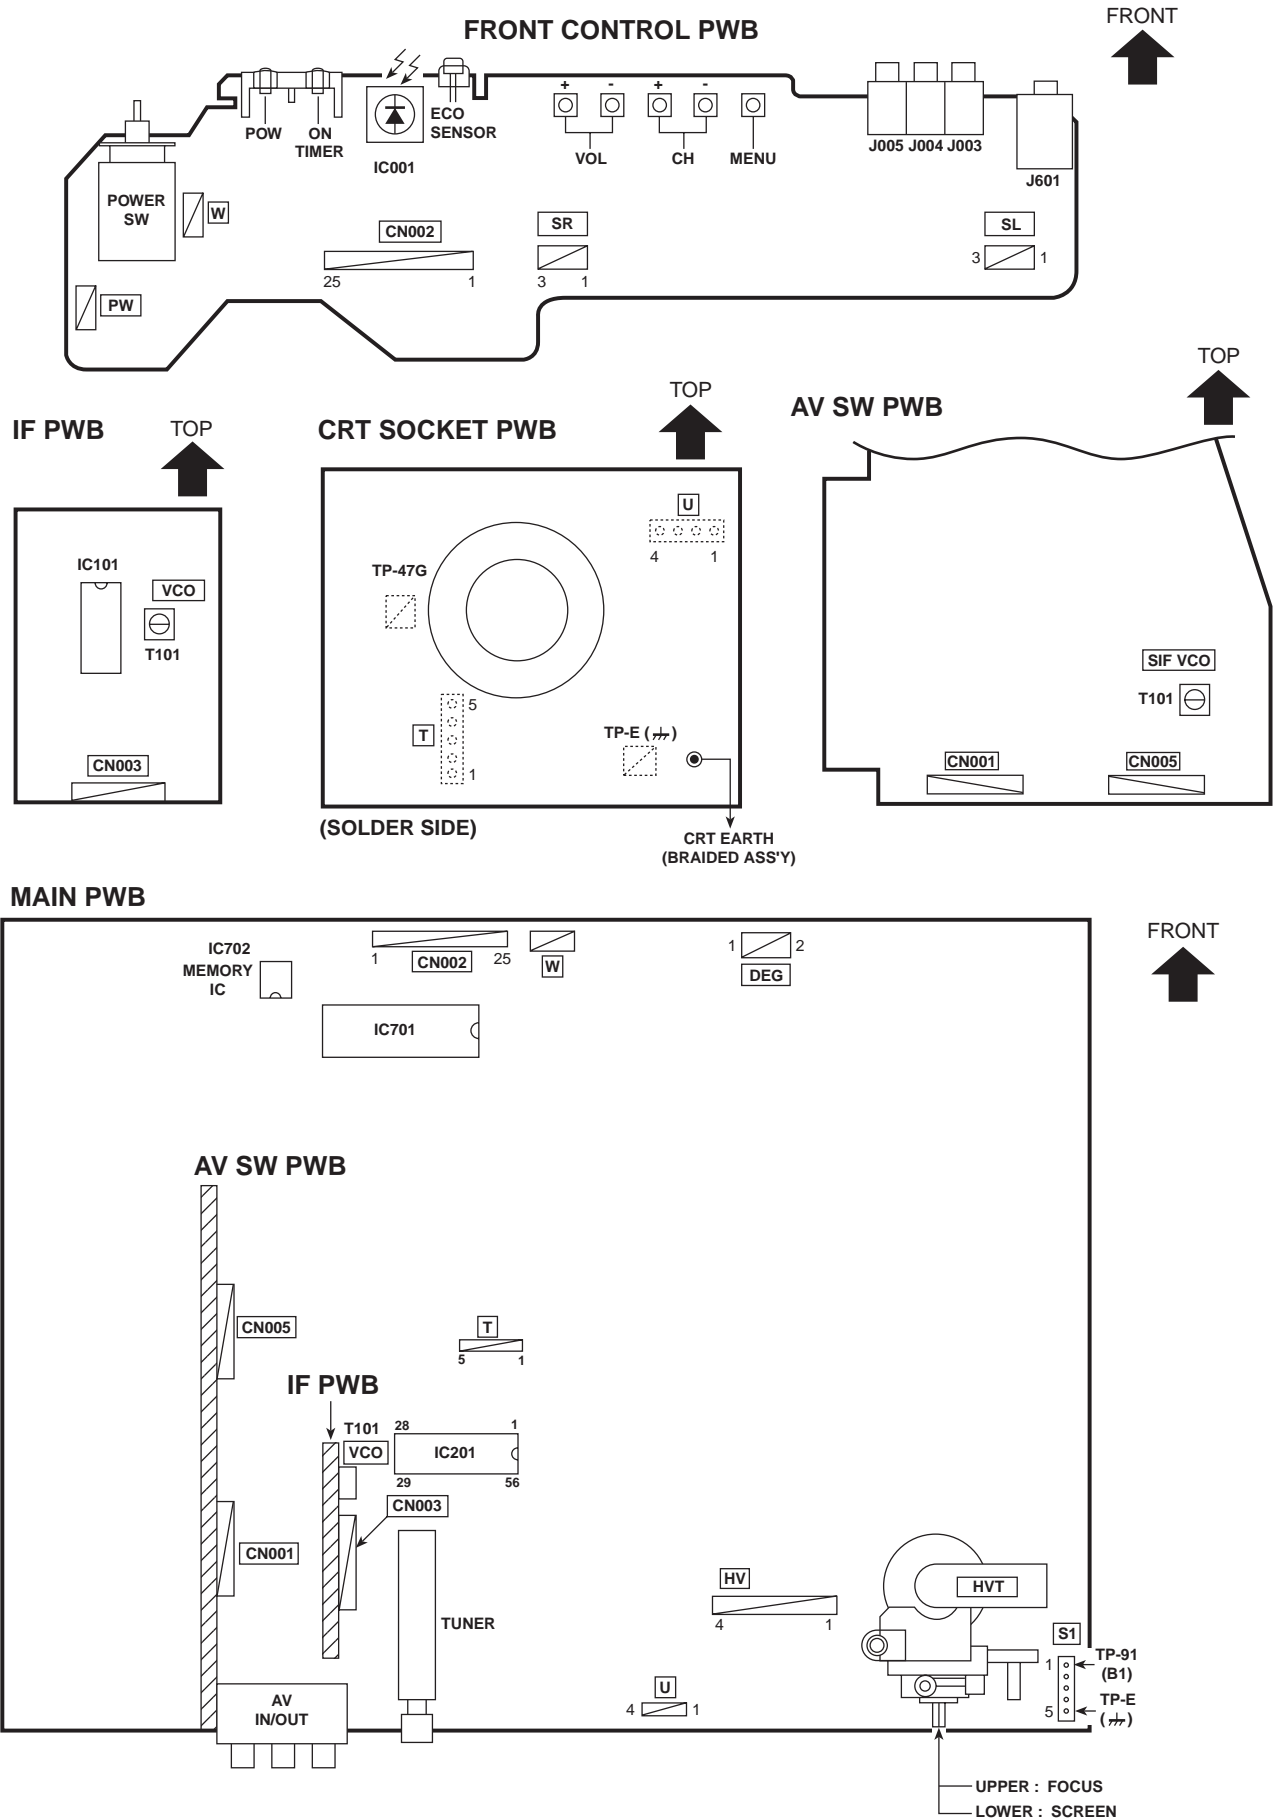 FRONT CONTROL PWB
FRONT
POW
ON
TIMER
IC001
ECO
SENSOR
+ - + -
VOL
CH
MENU
J005 J004 J003
J601
POWER
SW
W
CN002
25 1
SR
3 1
SL
3 1
PW
IF PWB
TOP
IC101
VCO
T101
CN003
CRT SOCKET PWB
TOP
U
4 1
TP-47G
5
T
1
TP-E ( )
(SOLDER SIDE)
CRT EARTH
(BRAIDED ASS'Y)
AV SW PWB
TOP
SIF VCO
T101
CN001
CN005
MAIN PWB
FRONT
IC702
MEMORY
IC
1 25
CN002
W
1 2
DEG
IC701
AV SW PWB
CN005
T
5 1
IF PWB
T101
VCO
28 1
IC201
29 56
CN003
CN001
TUNER
HV
4 1
HVT
S1
1
TP-91
(B1)
5
TP-E
( )
U
4 1
AV
IN/OUT
UPPER : FOCUS
LOWER : SCREEN